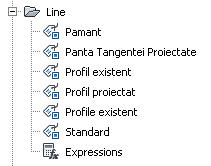 Line
Pamant
Panta Tangentei Proiectate
Profil existent
Profil proiectat
Profile existent
Standard
Expressions